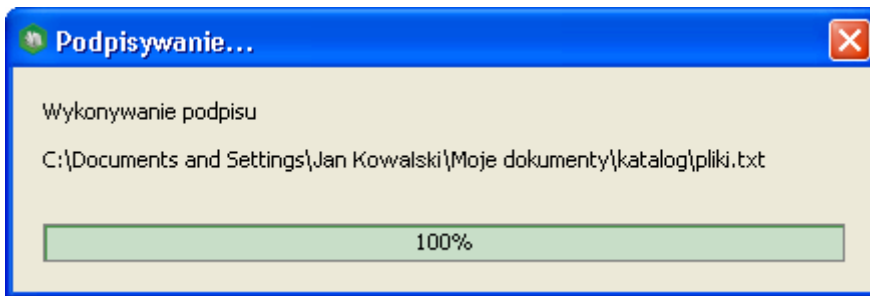 Podpisywanie...
Wykonywanie podpisu
C:\Documents and Settings\Jan Kowalski\Moje dokumenty\katalog\pliki.txt
100%